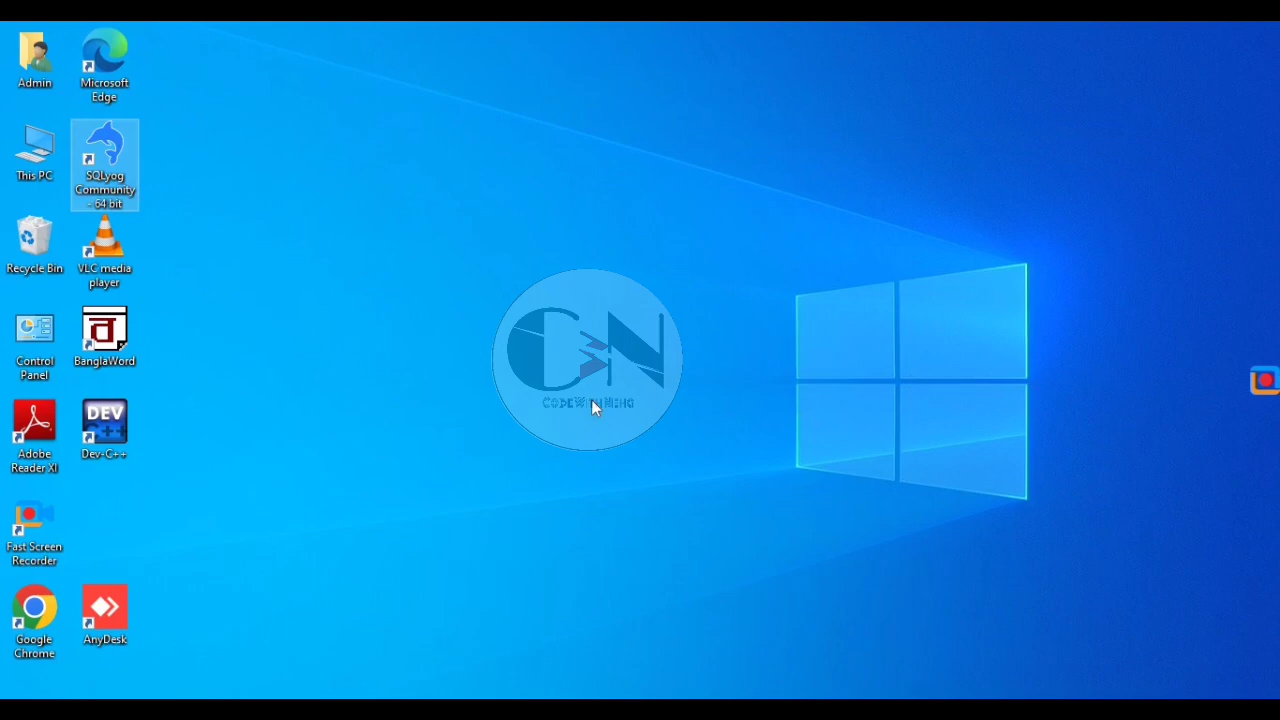 Admin
Microsoft
Edge
This PC
SQLyog
Community
- 64 bit
Recycle Bin
VLC media
player
Control
Panel
BanglaWord
Adobe
Reader XI
DEV
C++
Dev-C++
Fast Screen
Recorder
Google
Chrome
AnyDesk